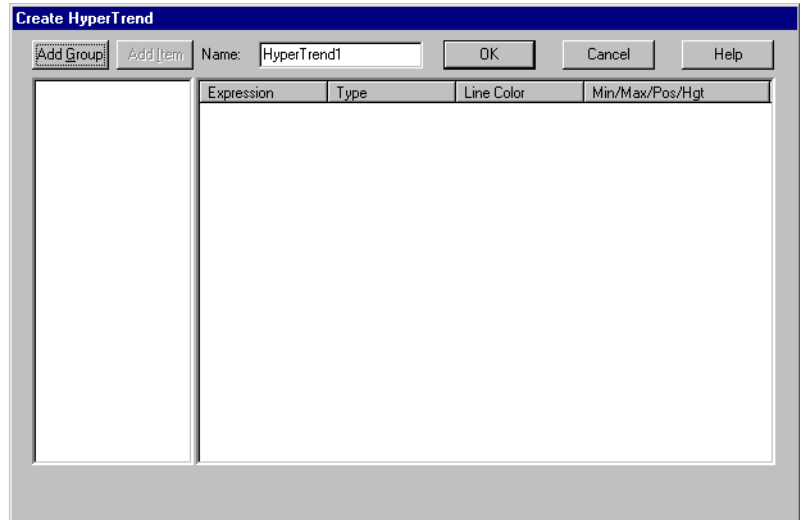 Create HyperTrend
Add Group Add Item Name: HyperTrend1 OK Cancel Help
Expression Type Line Color Min/Max/Pos/Hgt